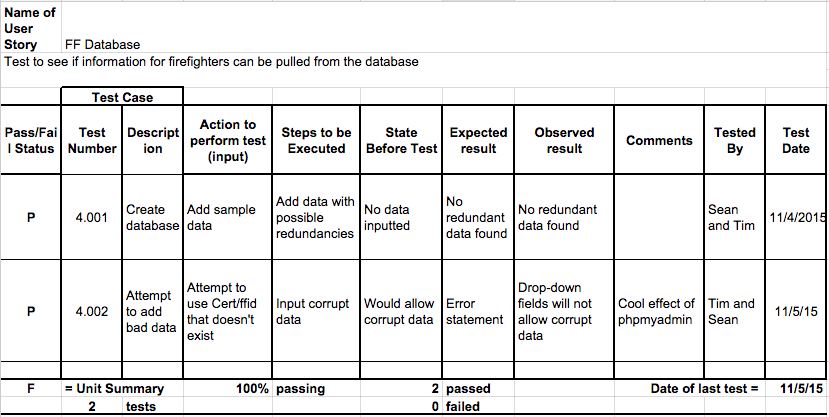 Name of
User
Story FF Database
Test to see if information for firefighters can be pulled from the database
Test Case
Pass/Fai
l Status
Test
Number
Descript
ion
Action to
perform test
(input)
Steps to be
Executed
State
Before Test
Expected
result
Observed
result
Comments
Tested
By
Test
Date
P
4.001
Create
database
Add sample
data
Add data with
possible
redundancies
No data
inputted
No
redundant
data found
No redundant
data found
Sean
and Tim
11/4/2015
P
4.002
Attempt
to add
bad data
Attempt to
use Cert/ffid
that doesn't
exist
Input corrupt
data
Would allow
corrupt data
Error
statement
Drop-down
fields will not
allow corrupt
data
Cool effect of
phpmyadmin
Tim and
Sean
11/5/15
F = Unit Summary 100% passing 2 passed Date of last test = 11/5/15
2 tests 0 failed